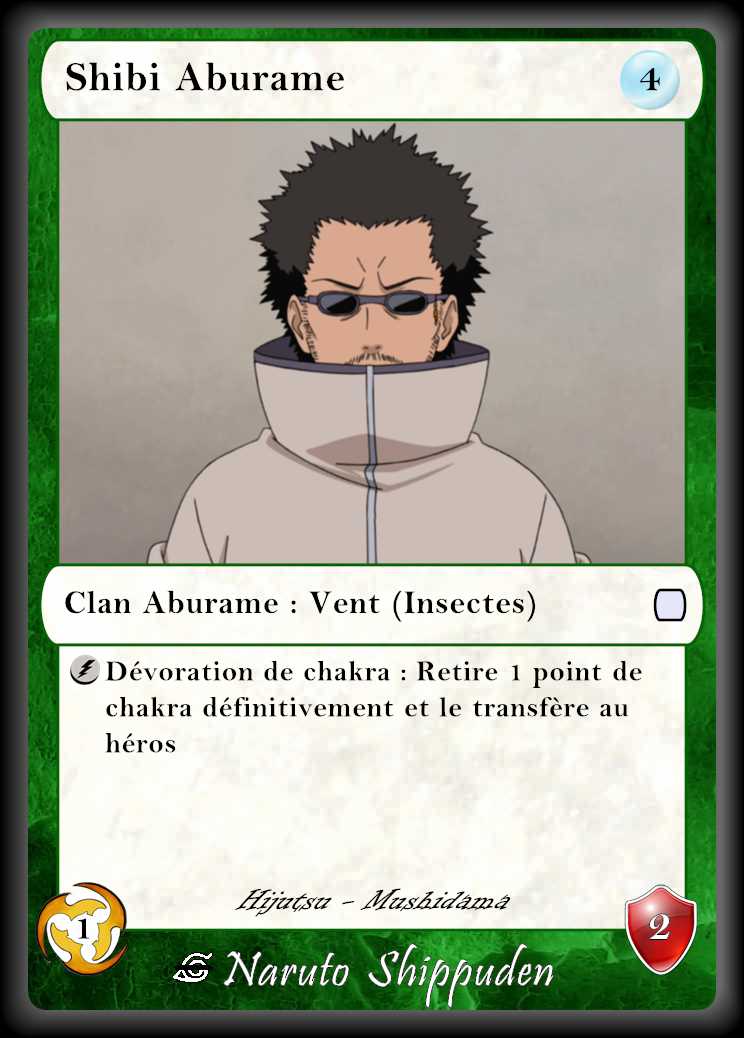 Shibi Aburame
4
Clan Aburame : Vent (Insectes)
Dévoration de chakra : Retire 1 point de
chakra définitivement et le transfère au
héros
Hijutsu - Mushidama
1
2
Naruto Shippuden